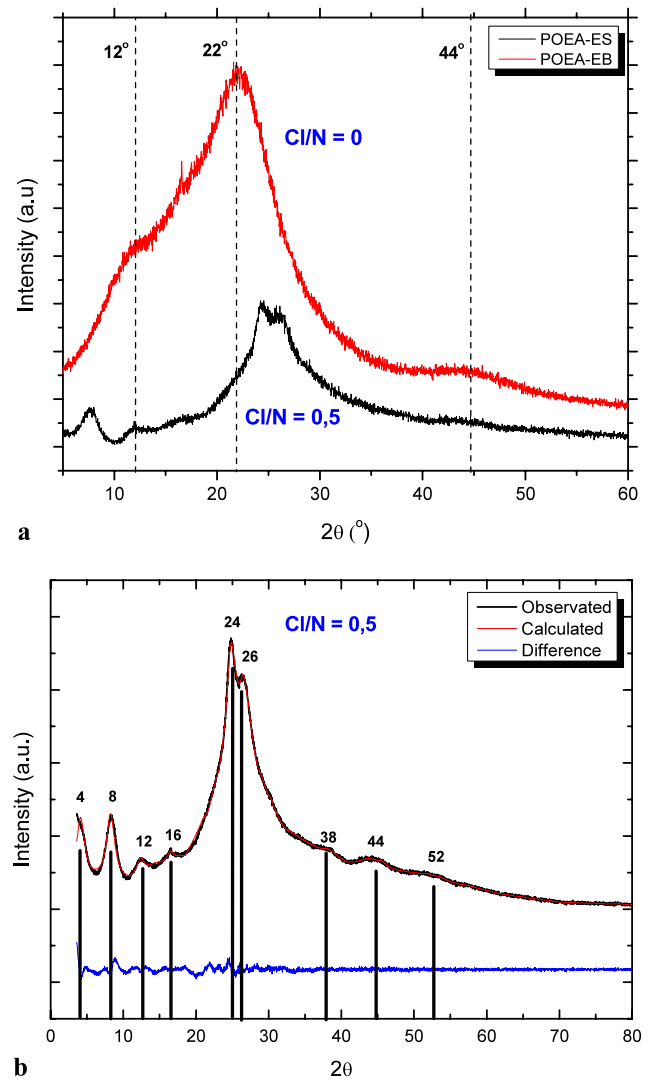 12°
22°
44°
POEA-ES
POEA-EB
Cl/N = 0
Cl/N = 0,5
Intensity (a.u)
10 20 30 40 50 60
2θ (°)
a
Cl/N = 0,5
Observated
Calculated
Difference
24
26
4
8
12
16
38
44
52
Intensity (a.u.)
0 10 20 30 40 50 60 70 80
2θ
b